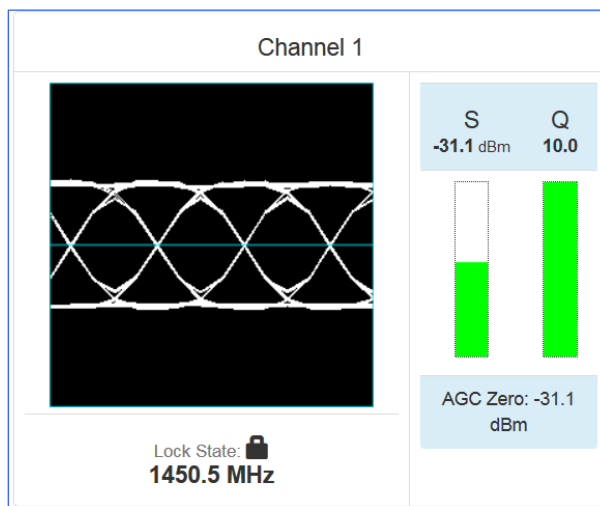 Channel 1
S
-31.1 dBm
Q
10.0
AGC Zero: -31.1
dBm
Lock State:
1450.5 MHz